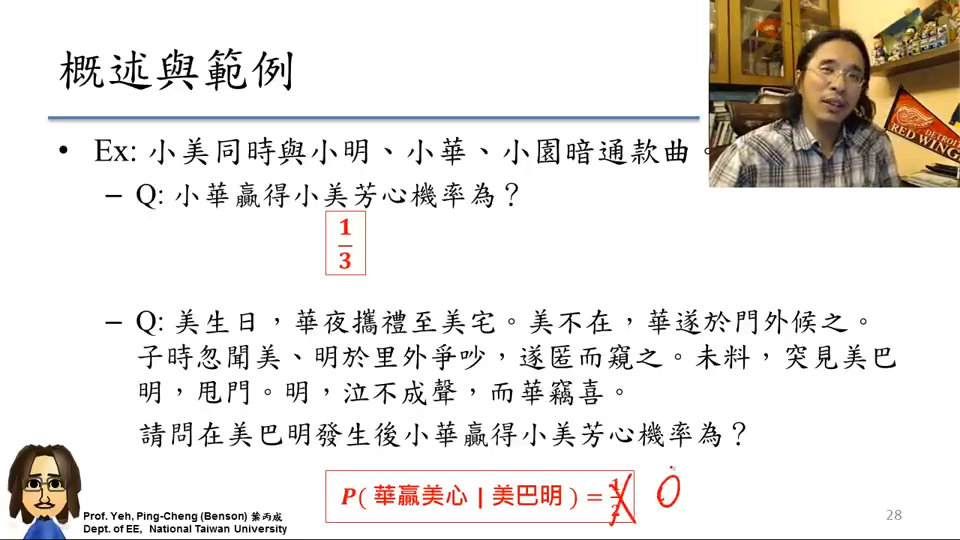 概述與範例
• Ex: 小美同時與小明、小華、小園暗通款曲。
– Q: 小華贏得小美芳心機率為？
1
3
– Q: 美生日，華夜攜禮至美宅。美不在，華遂於門外候之。
子時忽聞美、明於里外爭吵，遂匿而窺之。未料，突見美巴
明，甩門。明，泣不成聲，而華竊喜。
請問在美巴明發生後小華贏得小美芳心機率為？
P( 華贏美心 | 美巴明 ) = 1/2 0
Prof. Yeh, Ping-Cheng (Benson) 葉丙成
Dept. of EE, National Taiwan University
28
DETROIT
RED WINGS